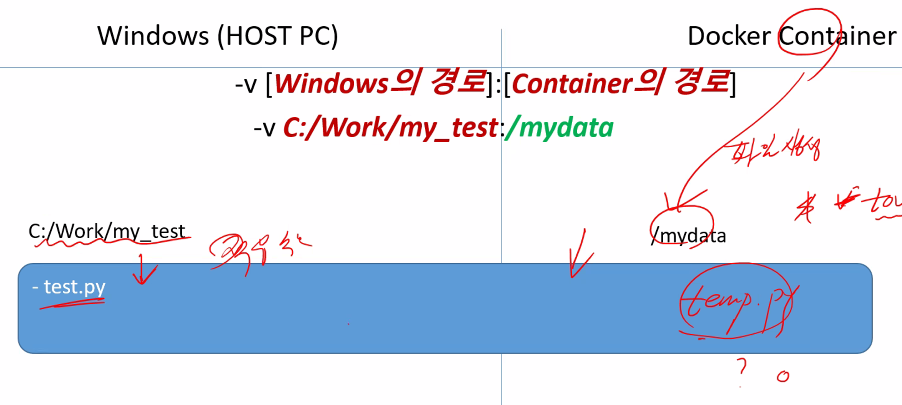 Windows (HOST PC)
Docker Container
-v [Windows의 경로]:[Container의 경로]
-v C:/Work/my_test:/mydata
파일 생성
C:/Work/my_test
/mydata
- test.py
temp.py
?